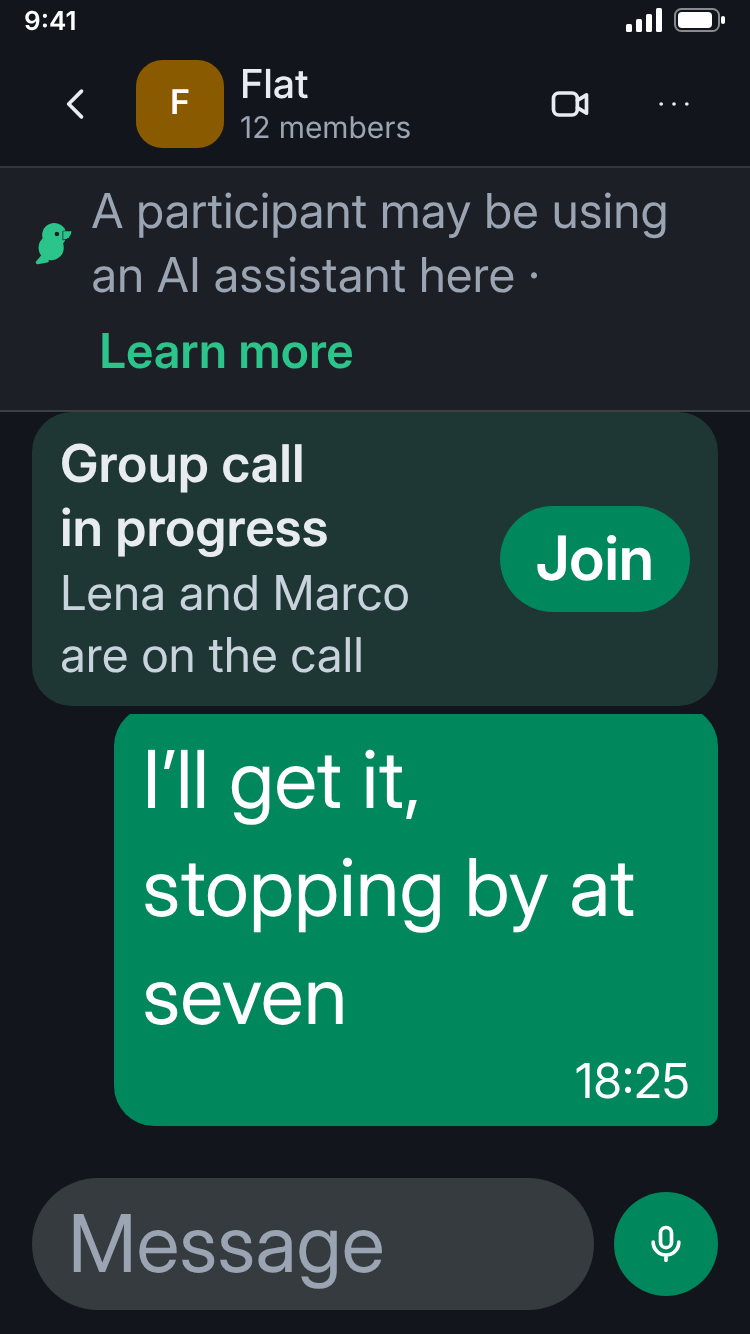 9:41
F
Flat
12 members
A participant may be using
an AI assistant here ·
Learn more
Group call
in progress
Lena and Marco
are on the call
Join
I’ll get it,
stopping by at
seven
18:25
Message